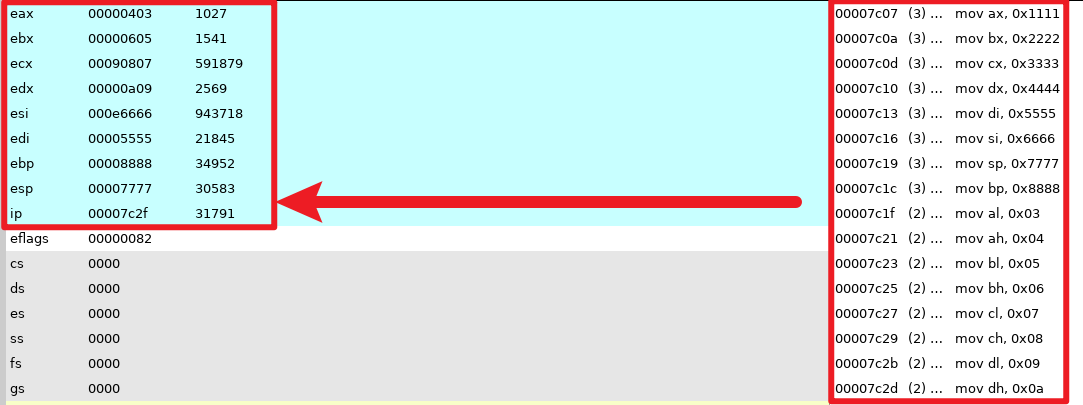 eax 00000403 1027 00007c07 (3) ... mov ax, 0x1111
ebx 00000605 1541 00007c0a (3) ... mov bx, 0x2222
ecx 00090807 591879 00007c0d (3) ... mov cx, 0x3333
edx 00000a09 2569 00007c10 (3) ... mov dx, 0x4444
esi 000e6666 943718 00007c13 (3) ... mov di, 0x5555
edi 00005555 21845 00007c16 (3) ... mov si, 0x6666
ebp 00008888 34952 00007c19 (3) ... mov sp, 0x7777
esp 00007777 30583 00007c1c (3) ... mov bp, 0x8888
ip 00007c2f 31791 00007c1f (2) ... mov al, 0x03
eflags 00000082 00007c21 (2) ... mov ah, 0x04
cs 0000 00007c23 (2) ... mov bl, 0x05
ds 0000 00007c25 (2) ... mov bh, 0x06
es 0000 00007c27 (2) ... mov cl, 0x07
ss 0000 00007c29 (2) ... mov ch, 0x08
fs 0000 00007c2b (2) ... mov dl, 0x09
gs 0000 00007c2d (2) ... mov dh, 0x0a